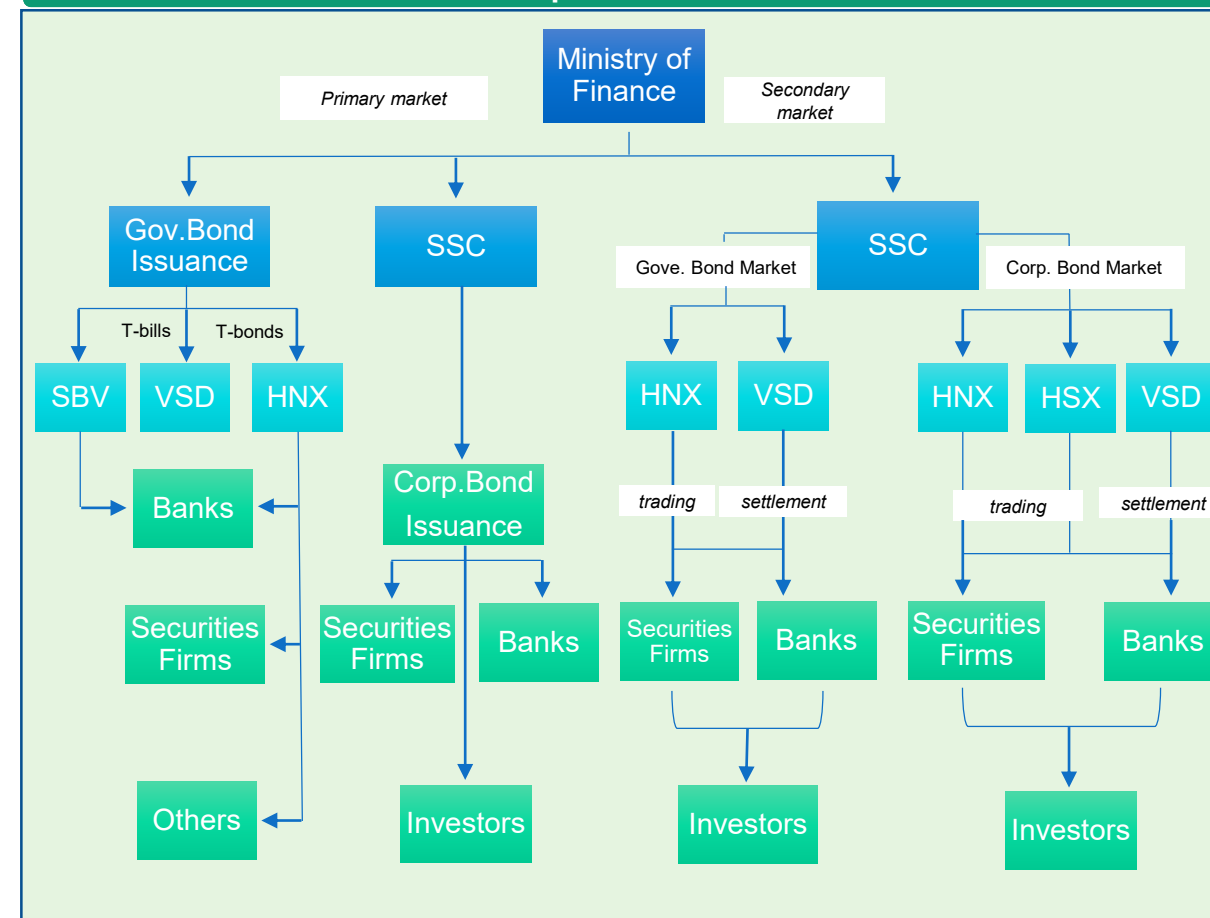 Ministry of
Finance
Primary market
Secondary
market
Gov.Bond
Issuance
SSC
SSC
Gove. Bond Market
Corp. Bond Market
T-bills
T-bonds
SBV
VSD
HNX
HNX
VSD
HNX
HSX
VSD
Banks
Corp.Bond
Issuance
trading
settlement
trading
settlement
Securities
Firms
Securities
Firms
Banks
Securities
Firms
Banks
Securities
Firms
Banks
Others
Investors
Investors
Investors